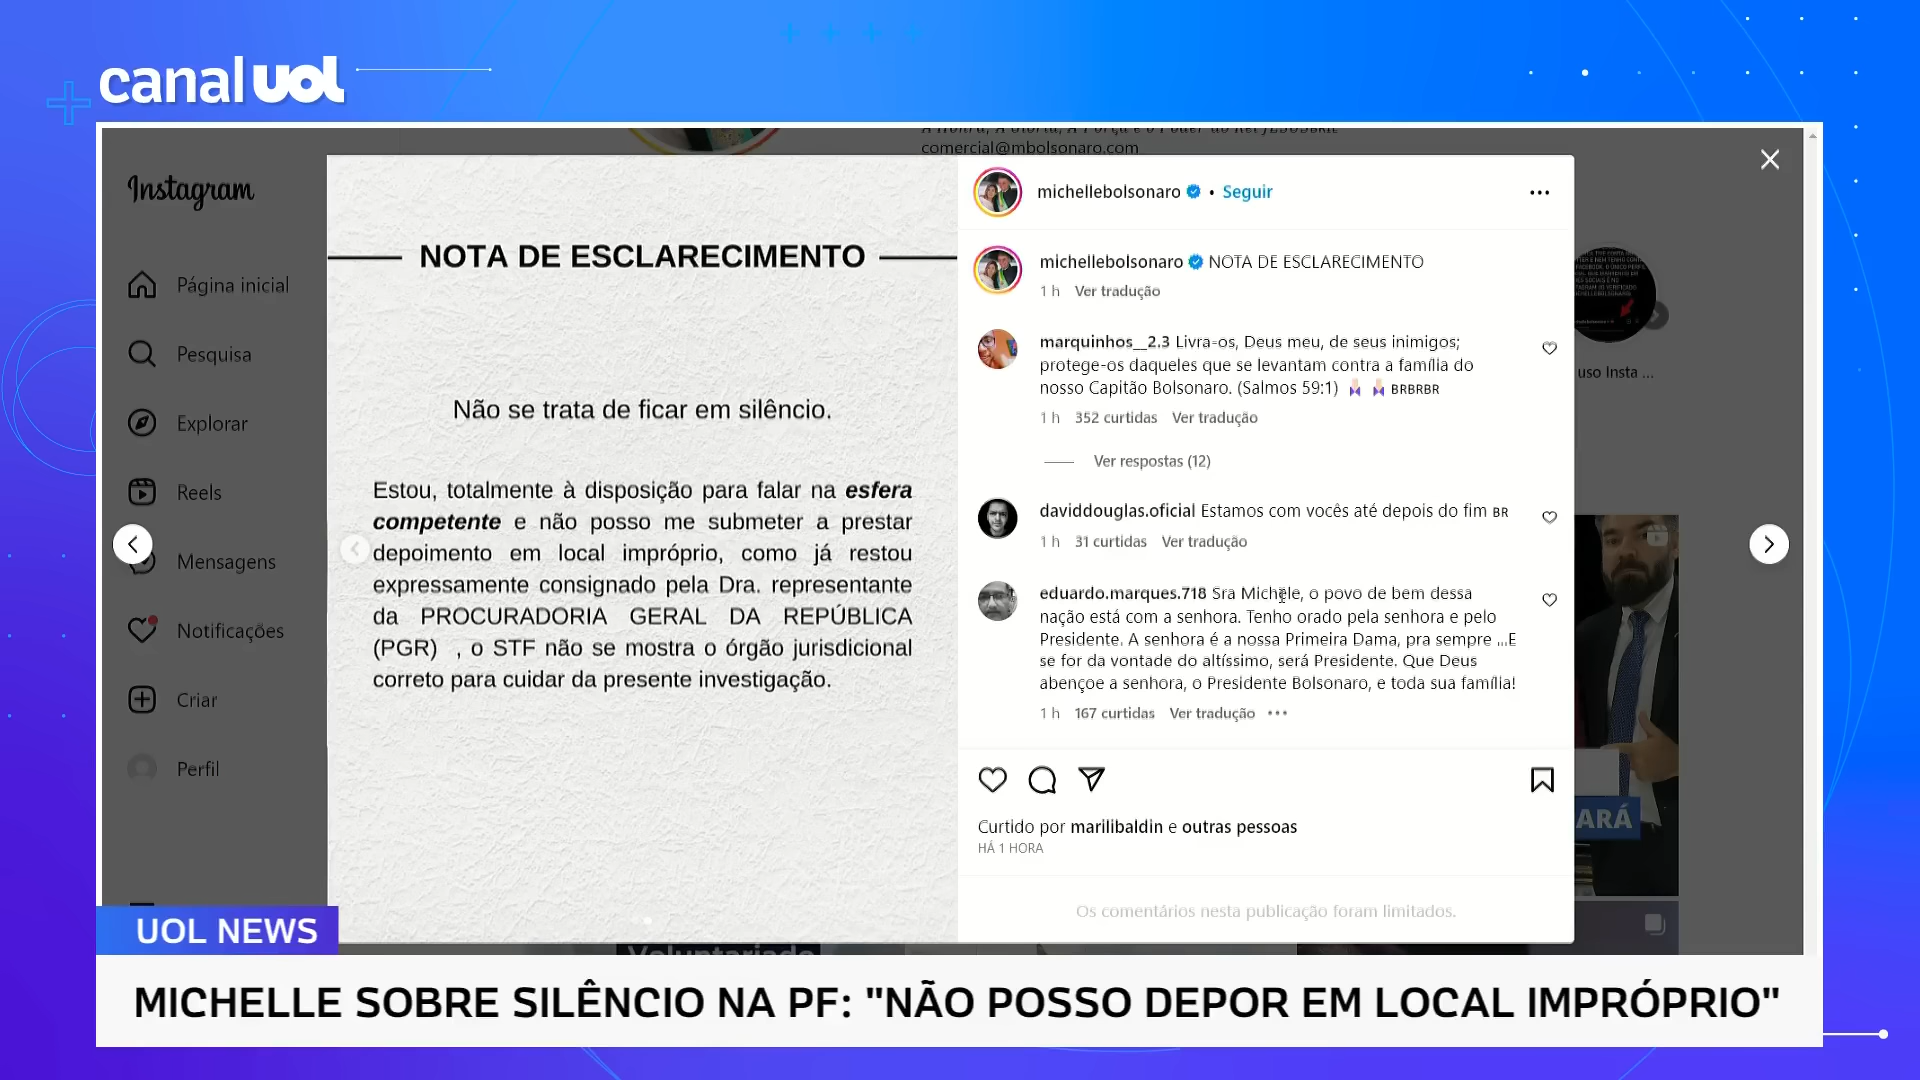 canal uol
A Honra, A Glória, A Força e o Poder ao Rei JESUS
comercial@mbolsonaro.com
Instagram
Página inicial
Pesquisa
Explorar
Reels
Mensagens
Notificações
Criar
Perfil
NOTA DE ESCLARECIMENTO
Não se trata de ficar em silêncio.
Estou, totalmente à disposição para falar na esfera
competente e não posso me submeter a prestar
depoimento em local impróprio, como já restou
expressamente consignado pela Dra. representante
da PROCURADORIA GERAL DA REPÚBLICA
(PGR) , o STF não se mostra o órgão jurisdicional
correto para cuidar da presente investigação.
michellebolsonaro • Seguir
michellebolsonaro NOTA DE ESCLARECIMENTO
1 h Ver tradução
marquinhos__2.3 Livra-os, Deus meu, de seus inimigos;
protege-os daqueles que se levantam contra a família do
nosso Capitão Bolsonaro. (Salmos 59:1) BRBRBR
1 h 352 curtidas Ver tradução
Ver respostas (12)
daviddouglas.oficial Estamos com vocês até depois do fim BR
1 h 31 curtidas Ver tradução
eduardo.marques.718 Sra Michele, o povo de bem dessa
nação está com a senhora. Tenho orado pela senhora e pelo
Presidente. A senhora é a nossa Primeira Dama, pra sempre ...E
se for da vontade do altíssimo, será Presidente. Que Deus
abençoe a senhora, o Presidente Bolsonaro, e toda sua família!
1 h 167 curtidas Ver tradução
Curtido por marilibaldin e outras pessoas
HÁ 1 HORA
Os comentários nesta publicação foram limitados.
uso Insta ...
ARÁ
Voluntariado
UOL NEWS
MICHELLE SOBRE SILÊNCIO NA PF: "NÃO POSSO DEPOR EM LOCAL IMPRÓPRIO"